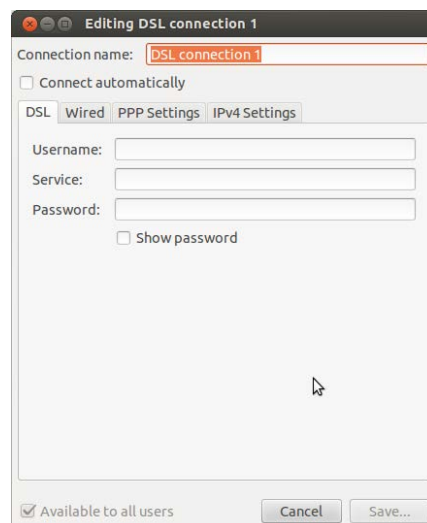 Editing DSL connection 1
Connection name: DSL connection 1
Connect automatically
DSL Wired PPP Settings IPv4 Settings
Username:
Service:
Password:
Show password
Available to all users Cancel Save...